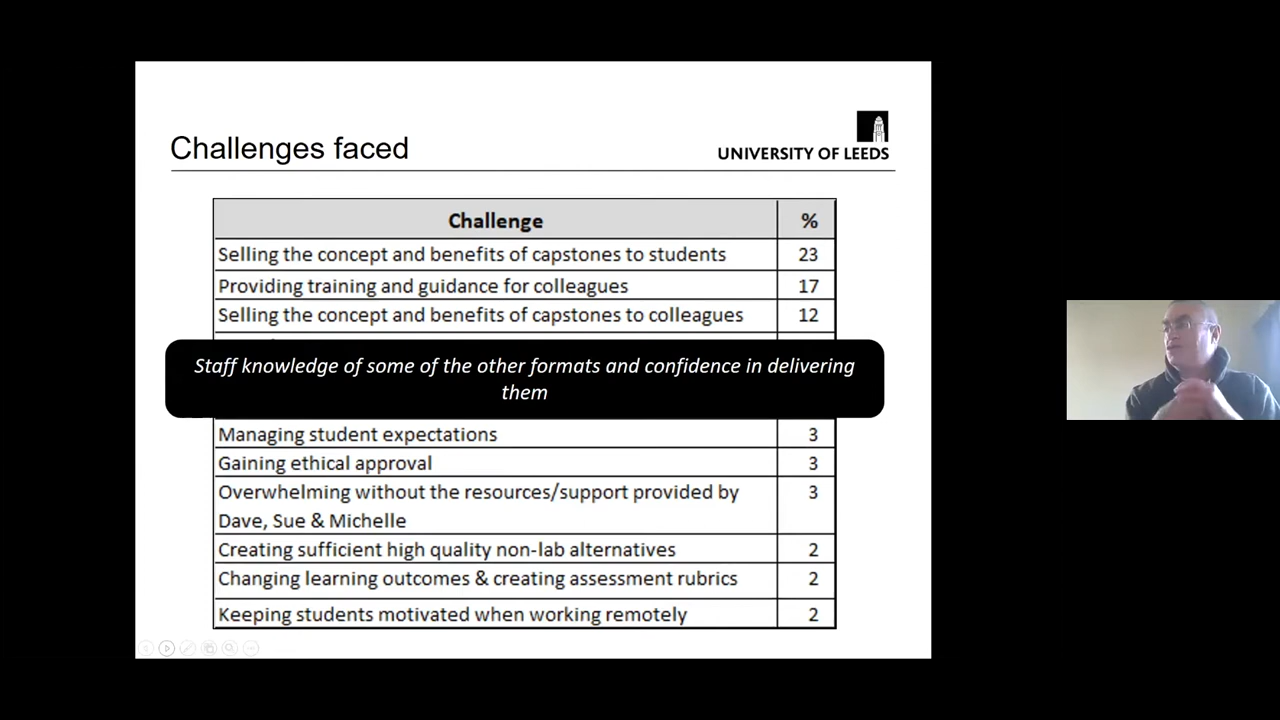 Challenges faced
UNIVERSITY OF LEEDS
Challenge %
Selling the concept and benefits of capstones to students 23
Providing training and guidance for colleagues 17
Selling the concept and benefits of capstones to colleagues 12
Staff knowledge of some of the other formats and confidence in delivering
them
Managing student expectations 3
Gaining ethical approval 3
Overwhelming without the resources/support provided by 3
Dave, Sue & Michelle
Creating sufficient high quality non-lab alternatives 2
Changing learning outcomes & creating assessment rubrics 2
Keeping students motivated when working remotely 2